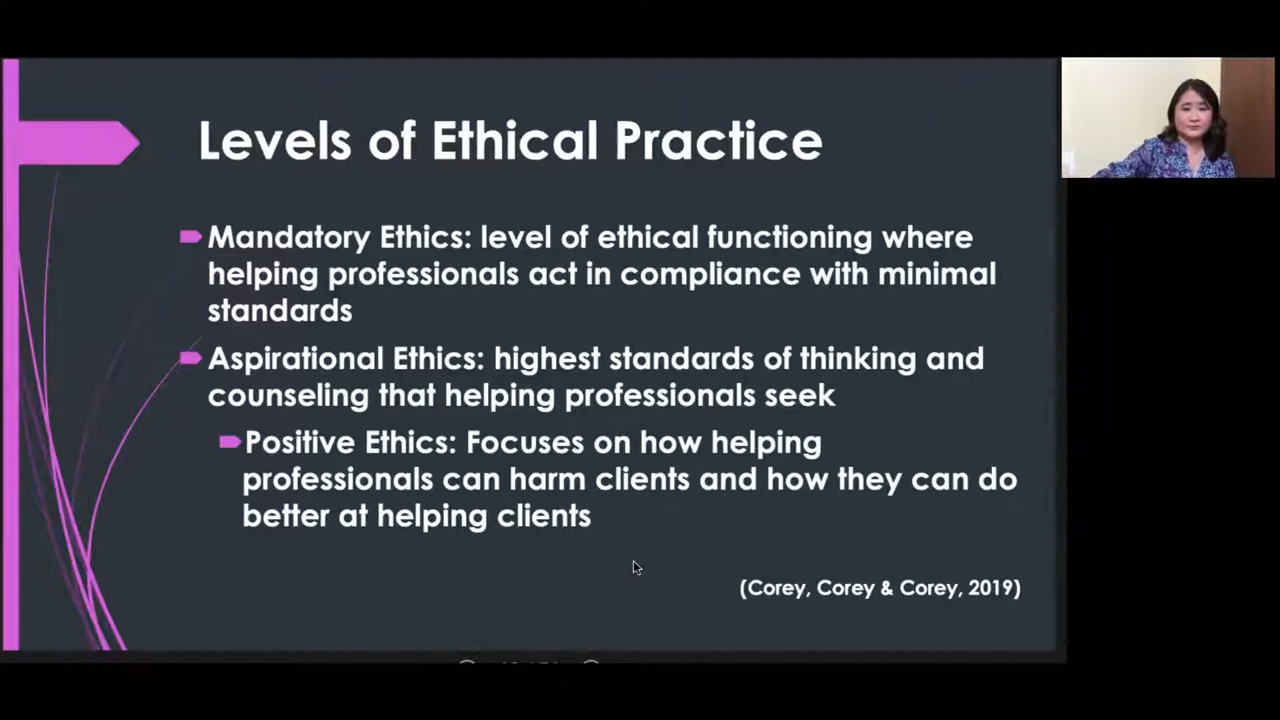 Levels of Ethical Practice
Mandatory Ethics: level of ethical functioning where
helping professionals act in compliance with minimal
standards
Aspirational Ethics: highest standards of thinking and
counseling that helping professionals seek
Positive Ethics: Focuses on how helping
professionals can harm clients and how they can do
better at helping clients
(Corey, Corey & Corey, 2019)